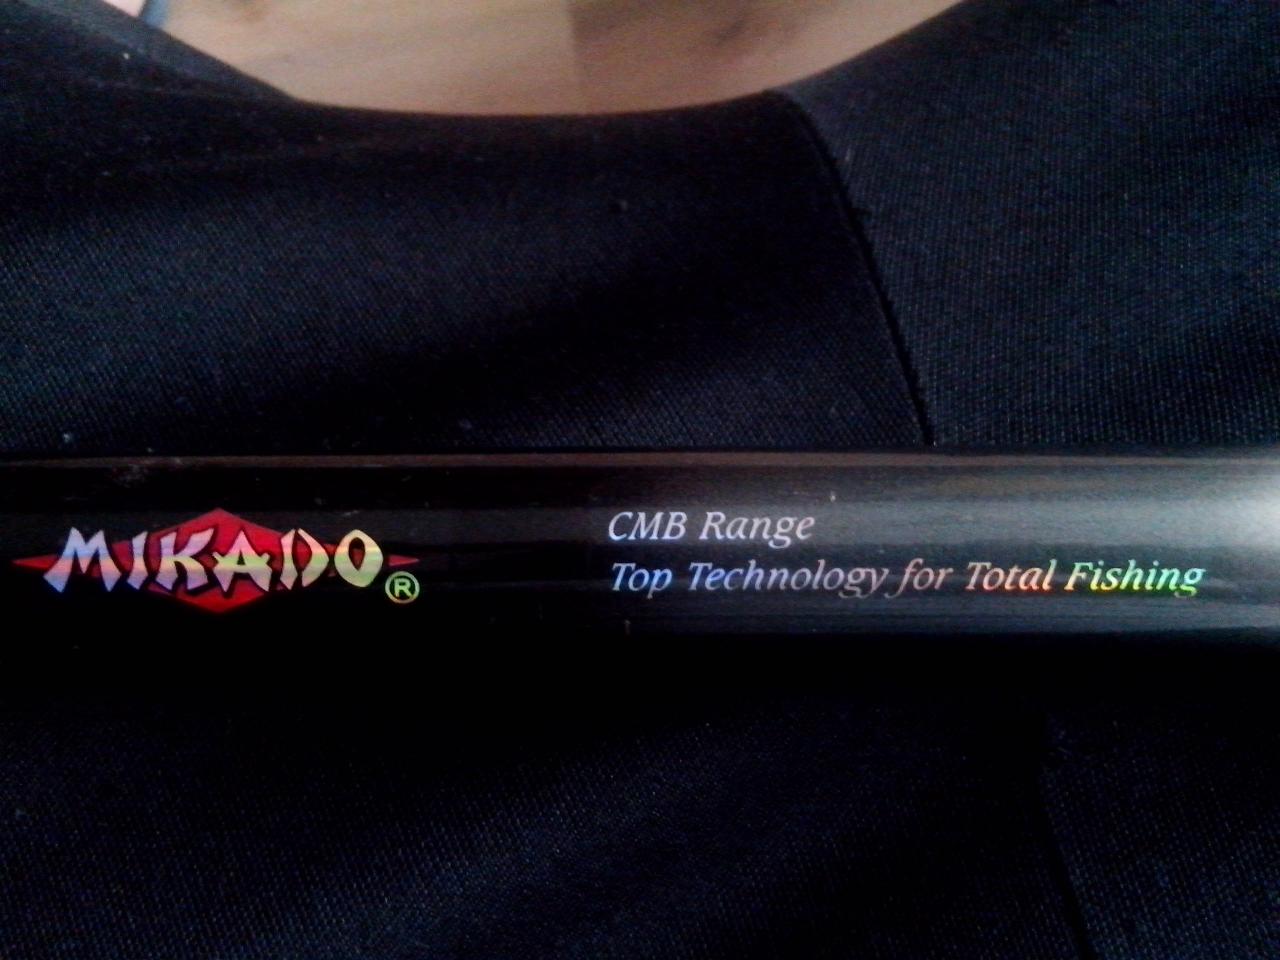 MIKADO®
CMB Range
Top Technology for Total Fishing